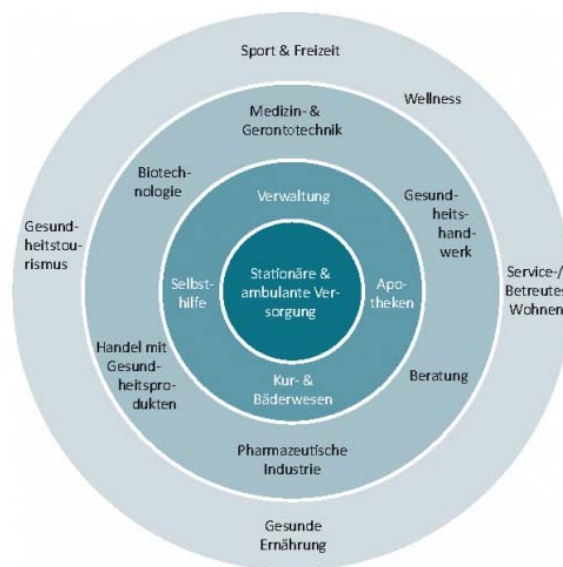 Sport & Freizeit
Wellness
Medizin- &
Gerontotechnik
Biotech-
nologie
Verwaltung
Gesund-
heits-
hand-
werk
Gesund-
heitstou-
rismus
Selbst-
hilfe
Stationäre &
ambulante Ver-
sorgung
Apo-
theken
Service-/
Betreutes
Wohnen
Handel mit
Gesund-
heitspro-
dukten
Kur- &
Bäderwesen
Beratung
Pharmazeutische
Industrie
Gesunde
Ernährung